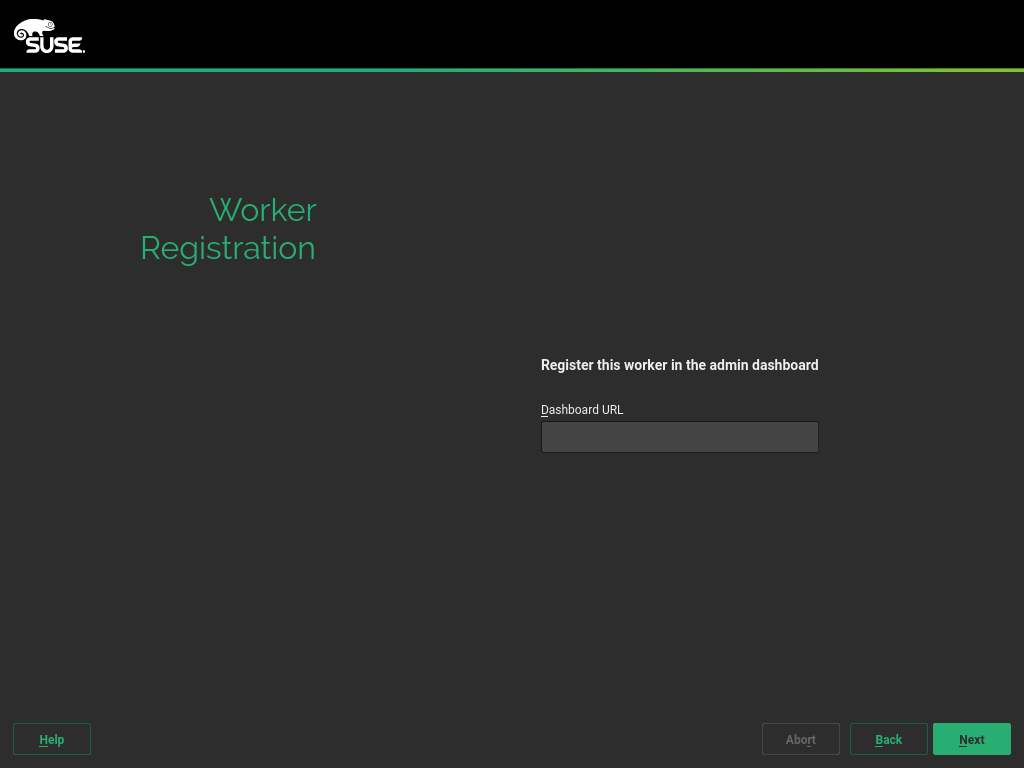 SUSE.
Worker
Registration
Register this worker in the admin dashboard
Dashboard URL
Help
Abort
Back
Next